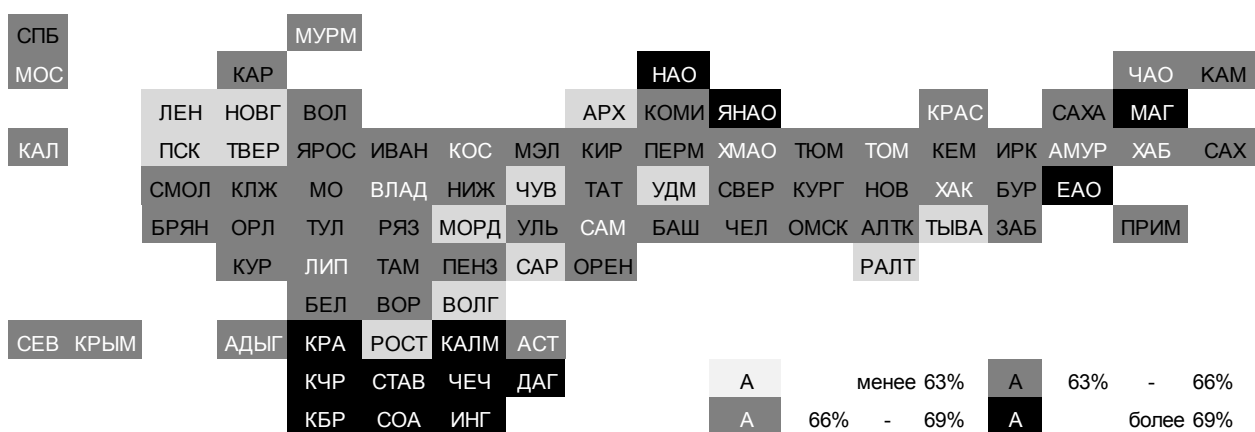 СПБ МУРМ
МОС КАР НАО ЧАО КАМ
ЛЕН НОВГ ВОЛ АРХ КОМИ ЯНАО КРАС САХА МАГ
КАЛ ПСК ТВЕР ЯРОС ИВАН КОС МЭЛ КИР ПЕРМ ХМАО ТЮМ ТОМ КЕМ ИРК АМУР ХАБ САХ
СМОЛ КЛЖ МО ВЛАД НИЖ ЧУВ ТАТ УДМ СВЕР КУРГ НОВ ХАК БУР ЕАО
БРЯН ОРЛ ТУЛ РЯЗ МОРД УЛЬ САМ БАШ ЧЕЛ ОМСК АЛТК ТЫВА ЗАБ ПРИМ
КУР ЛИП ТАМ ПЕНЗ САР ОРЕН РАЛТ
БЕЛ ВОР ВОЛГ
СЕВ КРЫМ АДЫГ КРА РОСТ КАЛМ АСТ
КЧР СТАВ ЧЕЧ ДАГ А менее 63% А 63% - 66%
КБР СОА ИНГ А 66% - 69% А более 69%